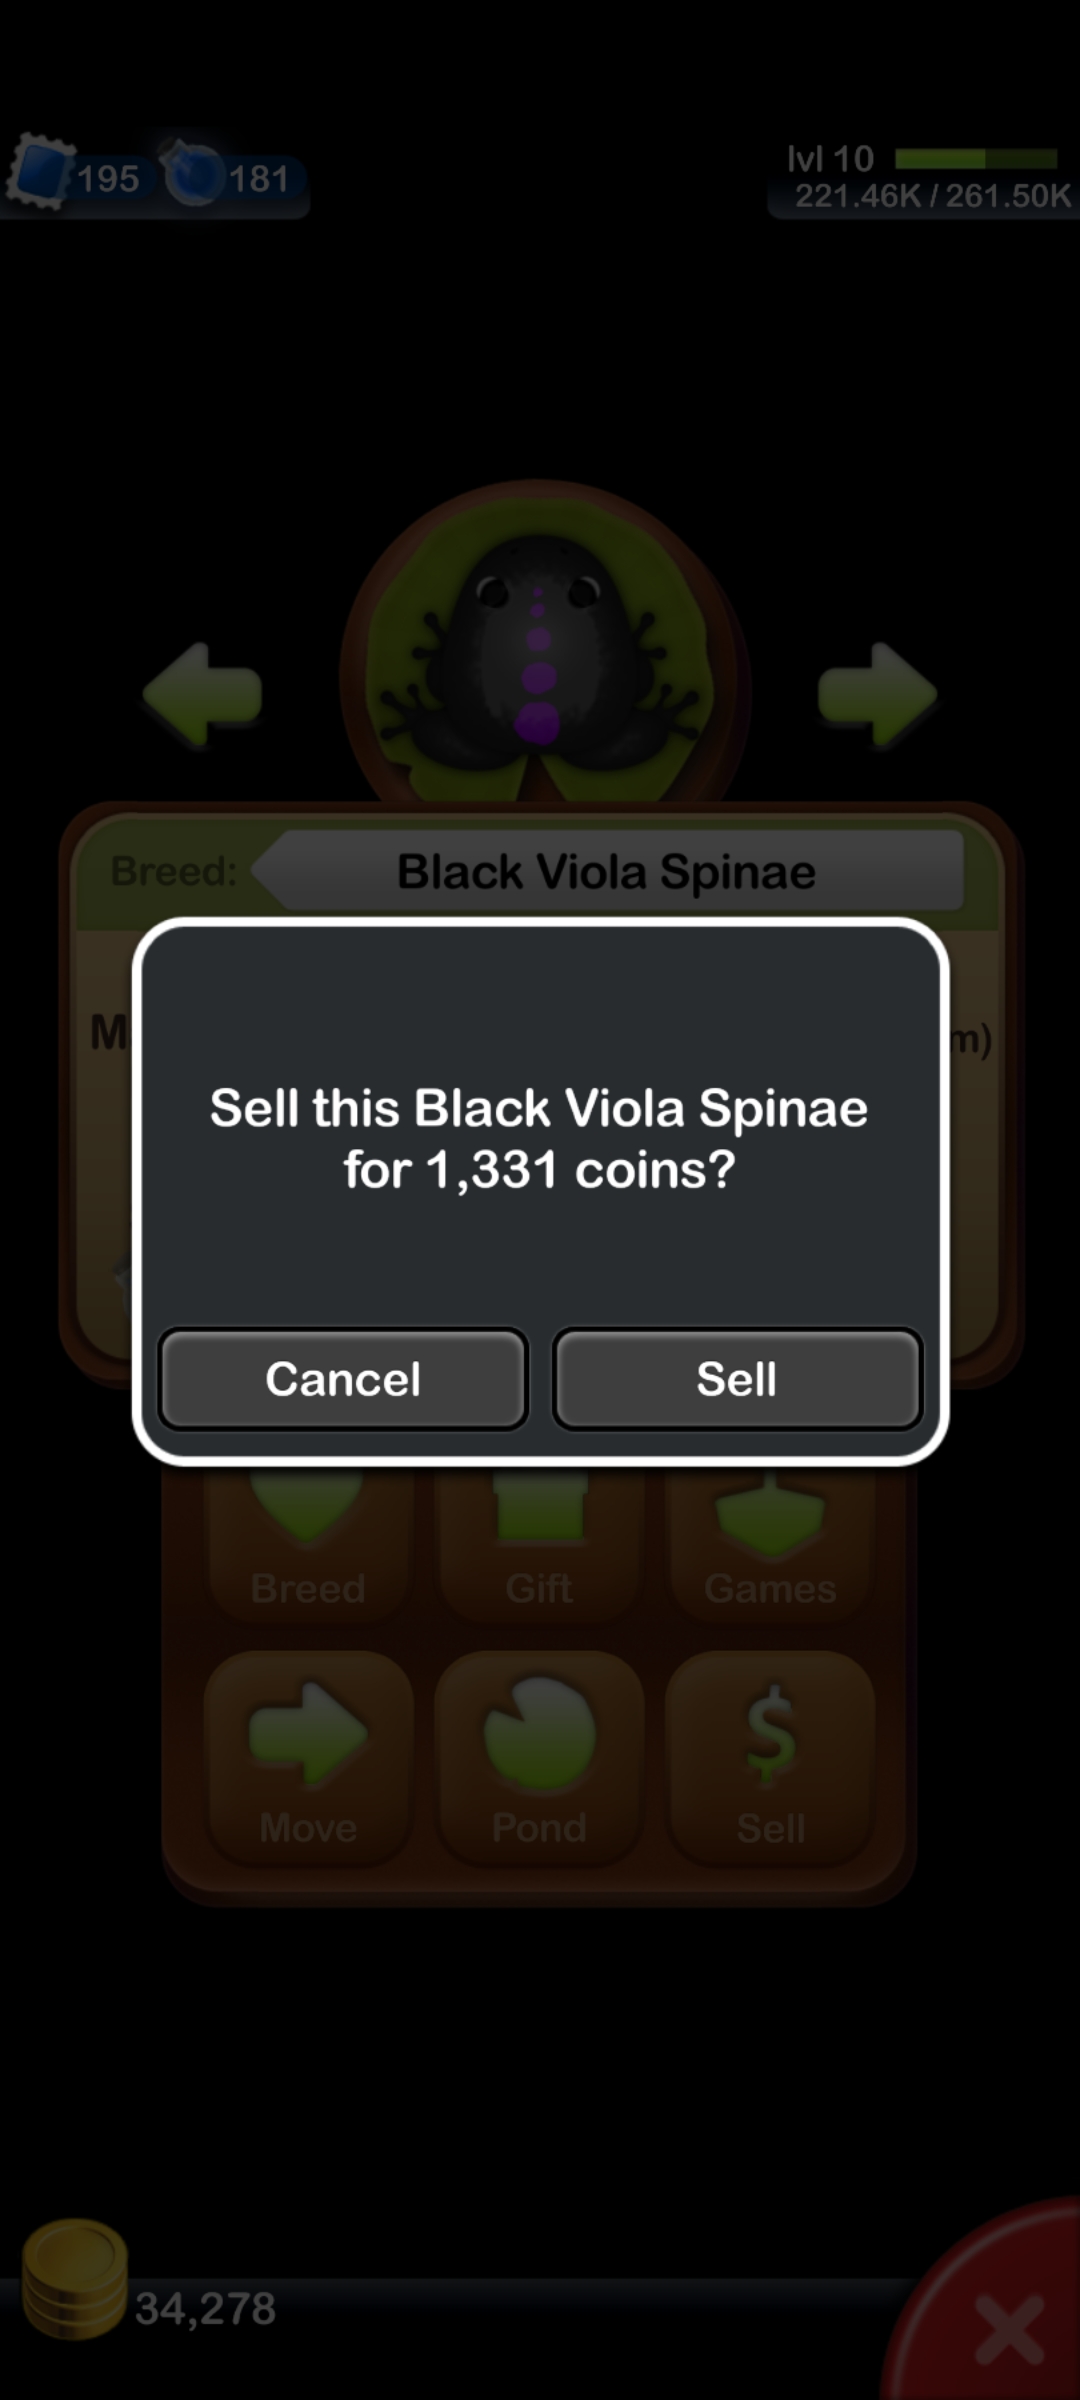 195
181
lvl 10
221.46K / 261.50K
Breed:
Black Viola Spinae
M
m)
Sell this Black Viola Spinae
for 1,331 coins?
Cancel
Sell
Breed
Gift
Games
Move
Pond
$
Sell
34,278